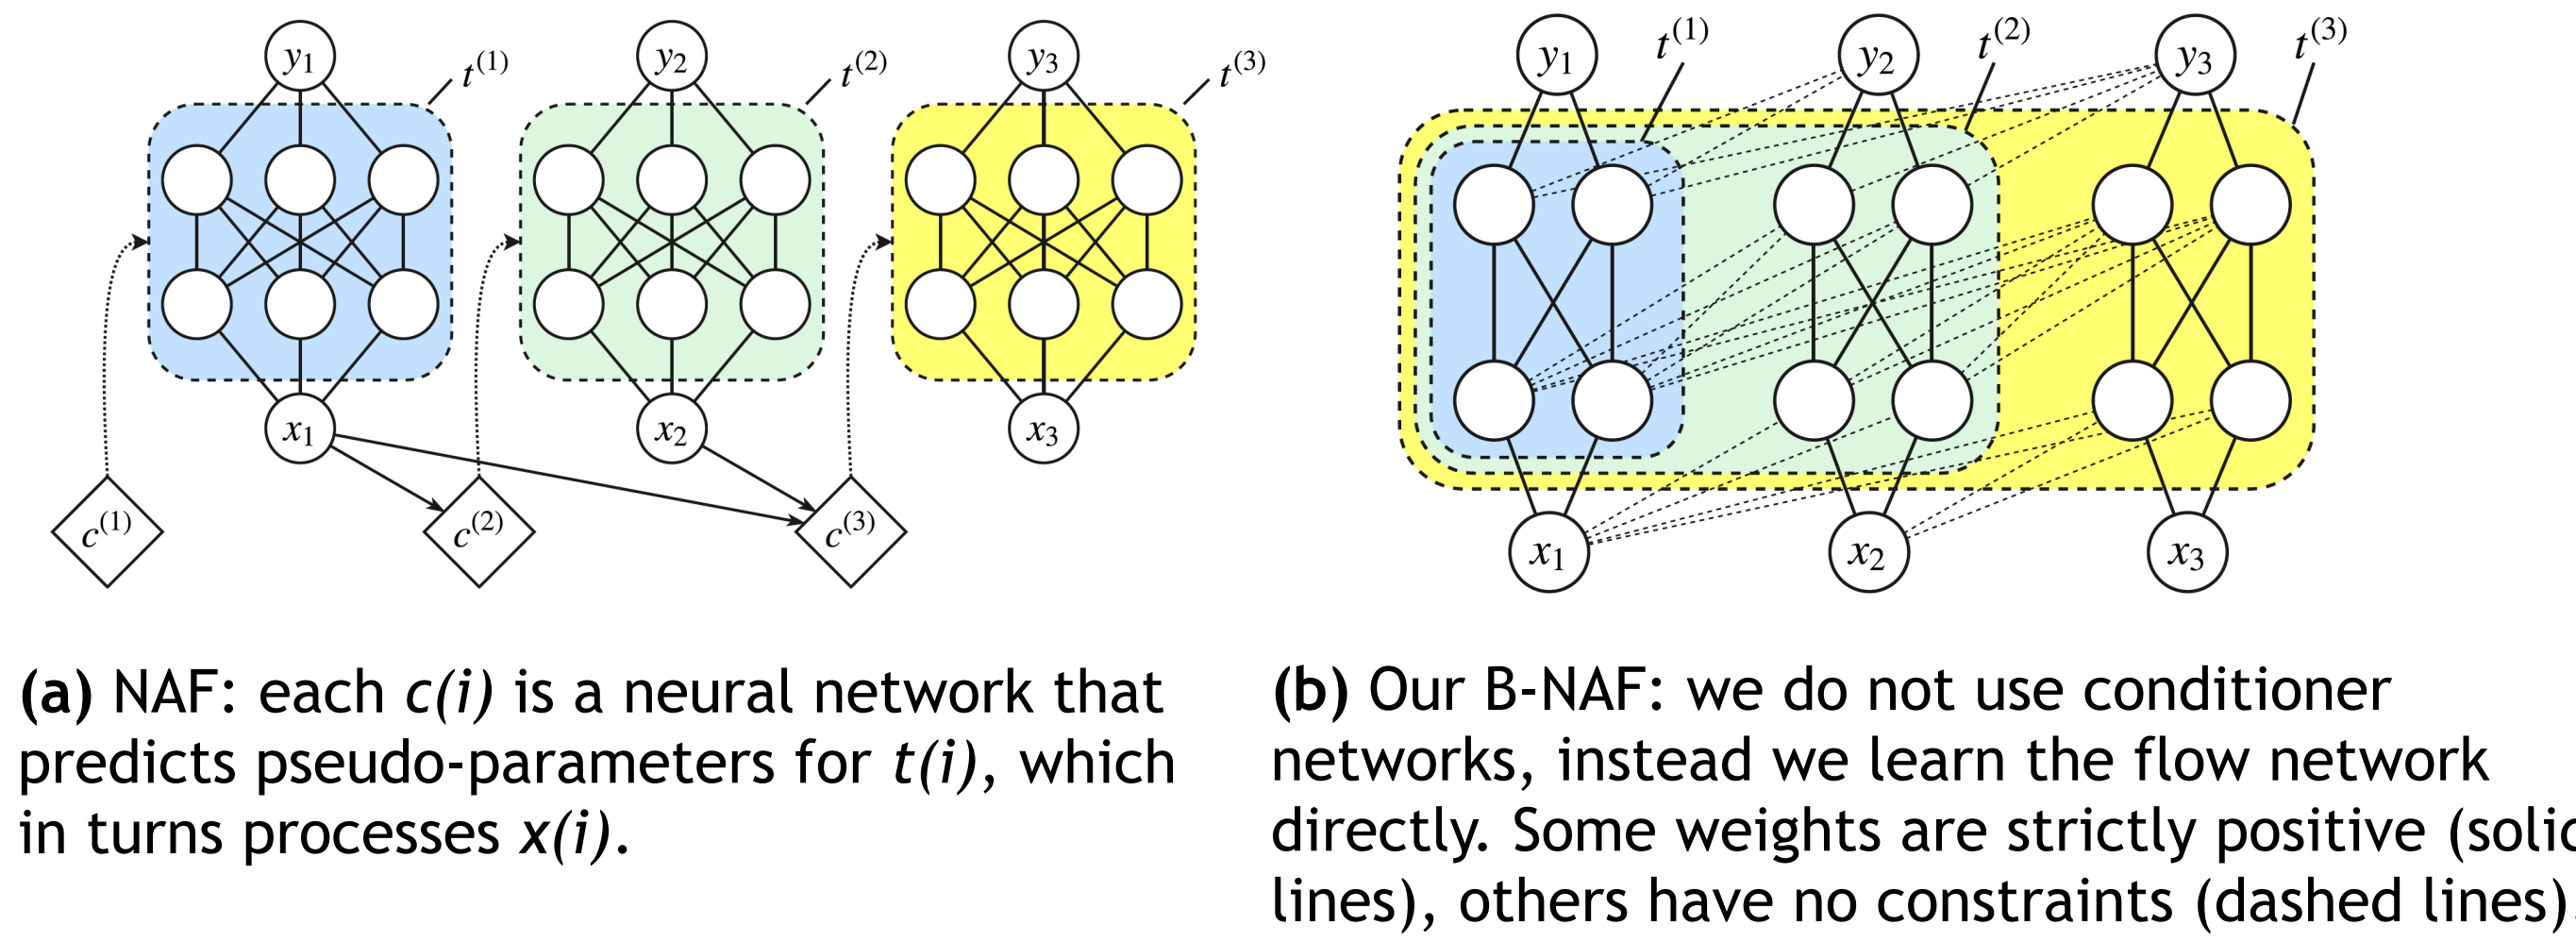 y1 t(1) y2 t(2) y3 t(3)
x1 x2 x3
c(1) c(2) c(3)
(a) NAF: each c(i) is a neural network that
predicts pseudo-parameters for t(i), which
in turns processes x(i).
y1 t(1) y2 t(2) y3 t(3)
x1 x2 x3
(b) Our B-NAF: we do not use conditioner
networks, instead we learn the flow network
directly. Some weights are strictly positive (solid
lines), others have no constraints (dashed lines).